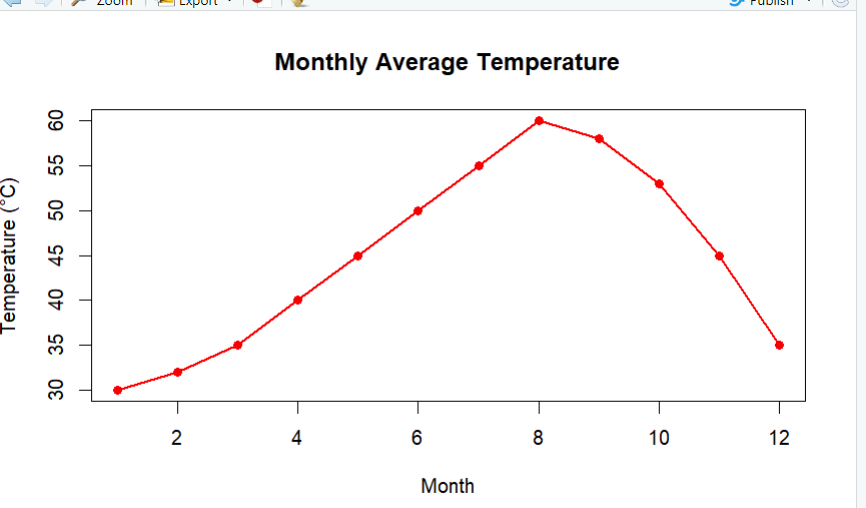 Zoom Export Publish
Monthly Average Temperature
Temperature (°C)
60
55
50
45
40
35
30
2 4 6 8 10 12
Month